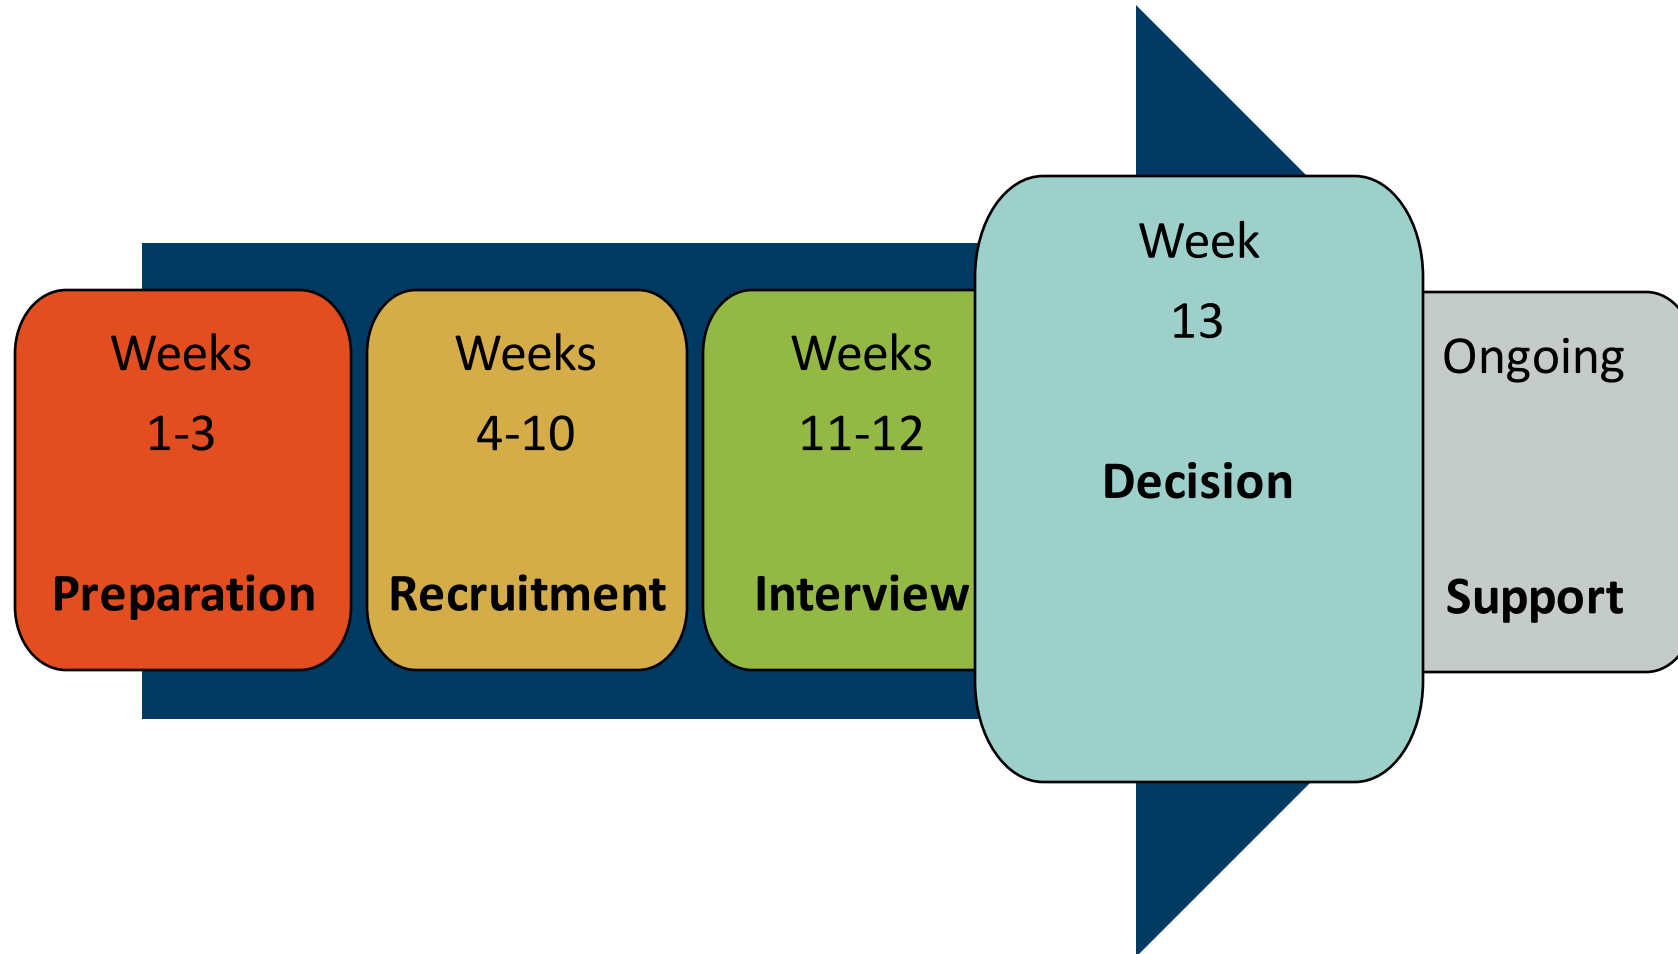 Weeks
1-3
Preparation
Weeks
4-10
Recruitment
Weeks
11-12
Interview
Week
13
Decision
Ongoing
Support